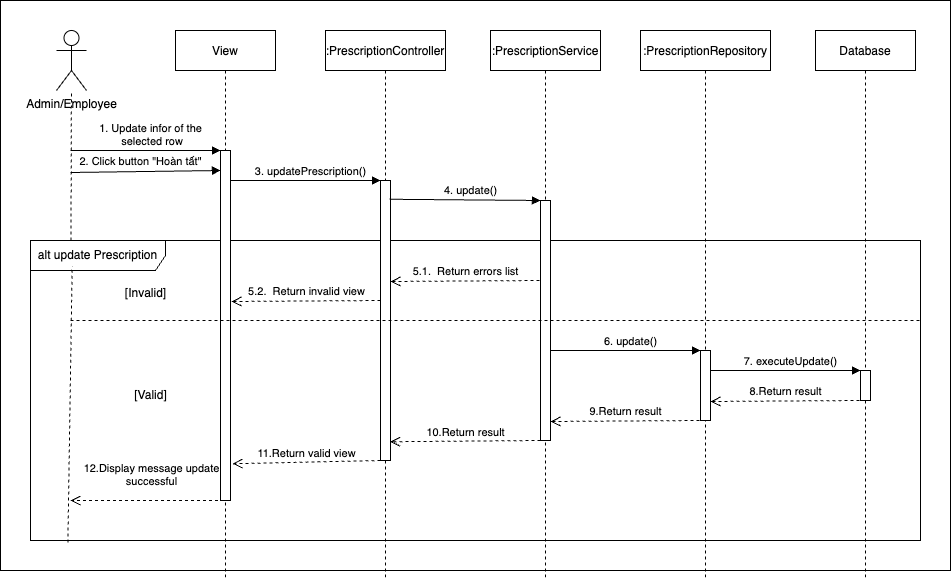 View
:PrescriptionController
:PrescriptionService
:PrescriptionRepository
Database
Admin/Employee
1. Update infor of the
selected row
2. Click button "Hoàn tất"
3. updatePrescription()
4. update()
alt update Prescription
5.1. Return errors list
[Invalid]
5.2. Return invalid view
6. update()
7. executeUpdate()
[Valid]
8.Return result
9.Return result
10.Return result
11.Return valid view
12.Display message update
successful